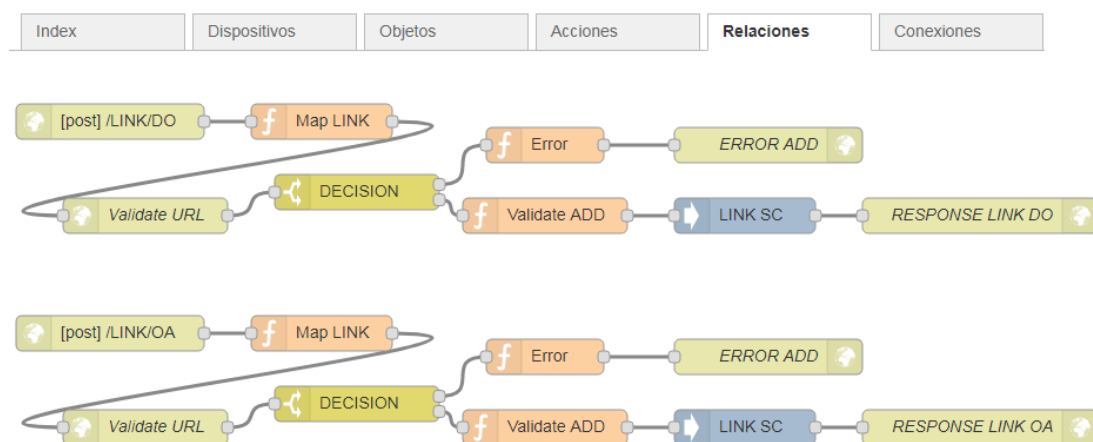 Index Dispositivos Objetos Acciones Relaciones Conexiones
[post] /LINK/DO Map LINK
Error ERROR ADD
Validate URL DECISION
Validate ADD LINK SC RESPONSE LINK DO
[post] /LINK/OA Map LINK
Error ERROR ADD
Validate URL DECISION
Validate ADD LINK SC RESPONSE LINK OA